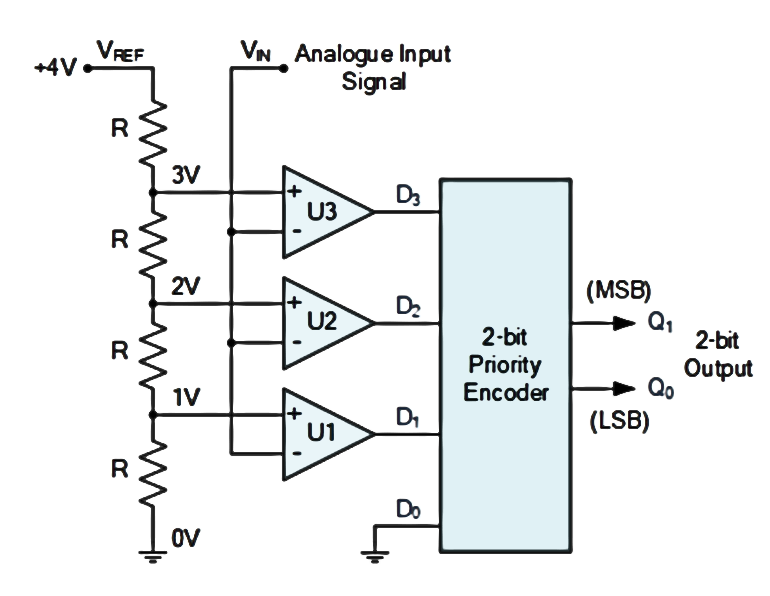 VREF
+4V
VIN
Analogue Input
Signal
R
3V
+
U3
-
D3
R
2V
+
U2
-
D2
R
1V
+
U1
-
D1
R
0V
D0
2-bit
Priority
Encoder
(MSB)
Q1
Q0
(LSB)
2-bit
Output